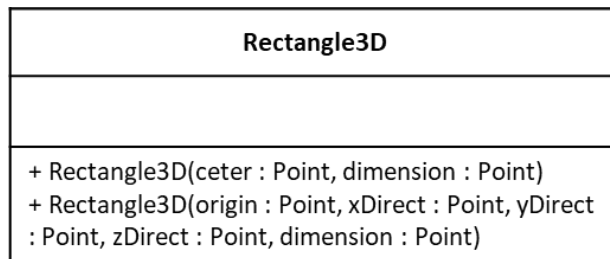 Rectangle3D
+ Rectangle3D(ceter : Point, dimension : Point)
+ Rectangle3D(origin : Point, xDirect : Point, yDirect
: Point, zDirect : Point, dimension : Point)